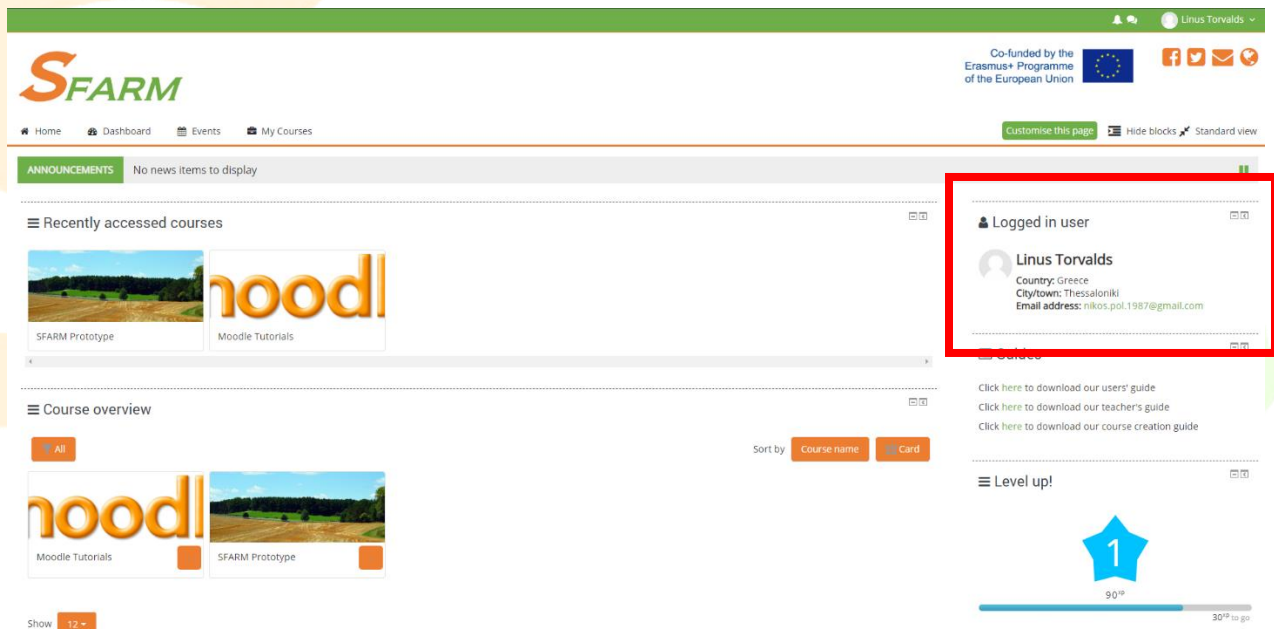 Linus Torvalds
SFARM
Co-funded by the
Erasmus+ Programme
of the European Union
Home Dashboard Events My Courses
Customise this page Hide blocks Standard view
ANNOUNCEMENTS No news items to display
Recently accessed courses
moodl
SFARM Prototype
Moodle Tutorials
Logged in user
Linus Torvalds
Country: Greece
City/town: Thessaloniki
Email address: nikos.pol.1987@gmail.com
Guides
Click here to download our users' guide
Click here to download our teacher's guide
Click here to download our course creation guide
Course overview
All
Sort by Course name Card
moodl
Moodle Tutorials
SFARM Prototype
Show 12
Level up!
1
90xp
30xp to go